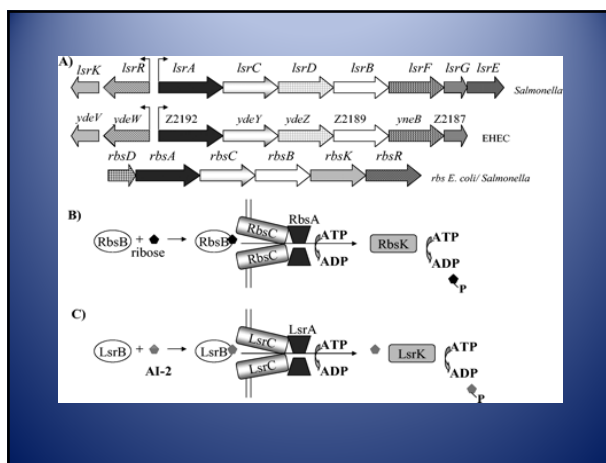 A)
lsrK lsrR lsrA lsrC lsrD lsrB lsrF lsrG lsrE
Salmonella
ydeV ydeW Z2192 ydeY ydeZ Z2189 yneB Z2187
EHEC
rbsD rbsA rbsC rbsB rbsK rbsR
rbs E. coli/ Salmonella
B)
RbsA
RbsB + ribose → RbsB RbsC RbsC ATP ADP RbsK ATP ADP P
C)
LsrA
LsrB + AI-2 → LsrB LsrC LsrC ATP ADP LsrK ATP ADP P